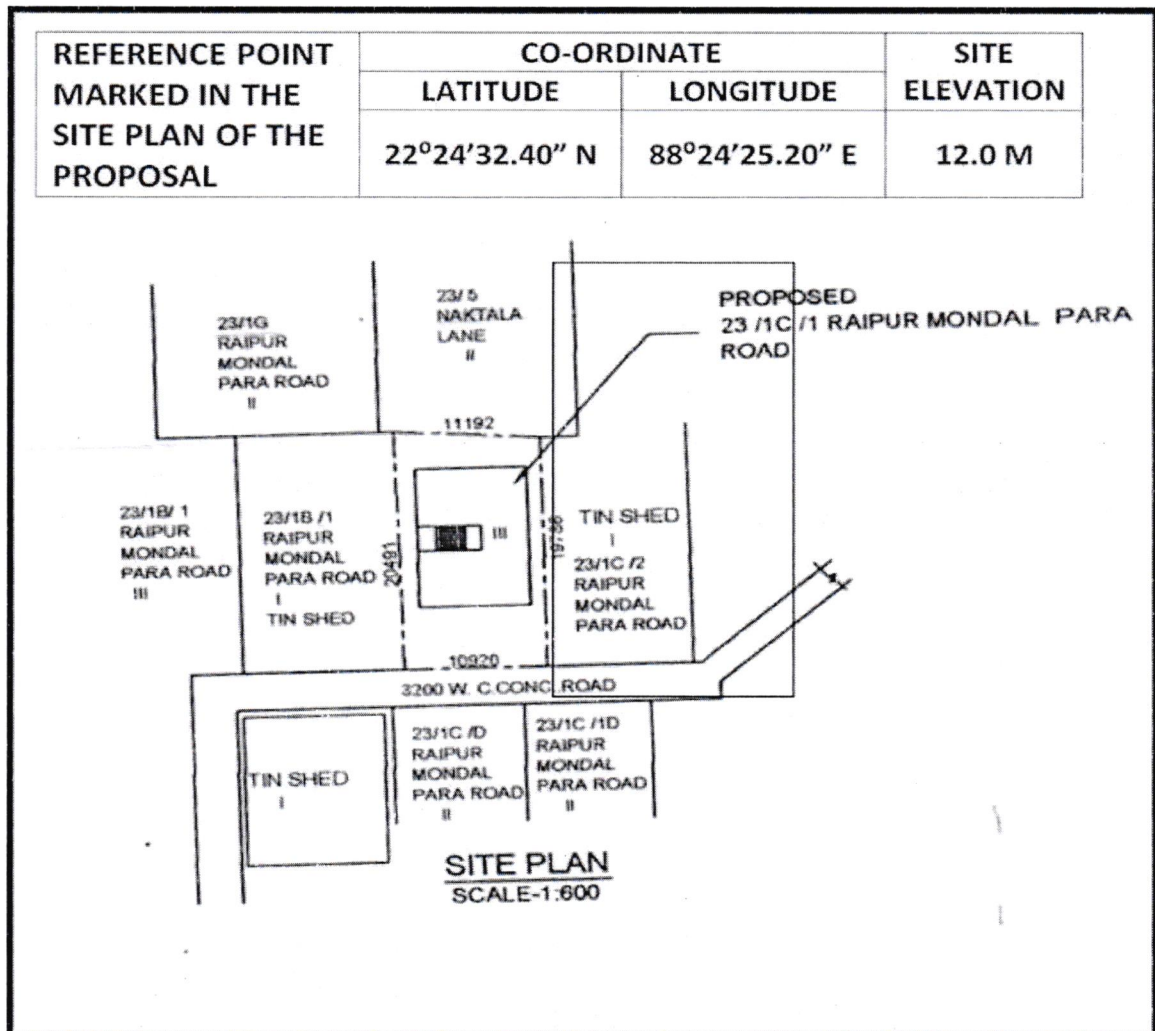 REFERENCE POINT
MARKED IN THE
SITE PLAN OF THE
PROPOSAL
CO-ORDINATE
LATITUDE
LONGITUDE
SITE
ELEVATION
22⁰24’32.40” N
88⁰24’25.20” E
12.0 M
23/1G
RAIPUR
MONDAL
PARA ROAD
II
23/ 5
NAKTALA
LANE
II
PROPOSED
23 /1C /1 RAIPUR MONDAL PARA
ROAD
11192
23/1B/ 1
RAIPUR
MONDAL
PARA ROAD
III
23/1B /1
RAIPUR
MONDAL
PARA ROAD
I
TIN SHED
20491
III
TIN SHED
I
23/1C /2
RAIPUR
MONDAL
PARA ROAD
10920
3200 W. C.CONC. ROAD
TIN SHED
I
23/1C /D
RAIPUR
MONDAL
PARA ROAD
II
23/1C /1D
RAIPUR
MONDAL
PARA ROAD
II
SITE PLAN
SCALE-1:600